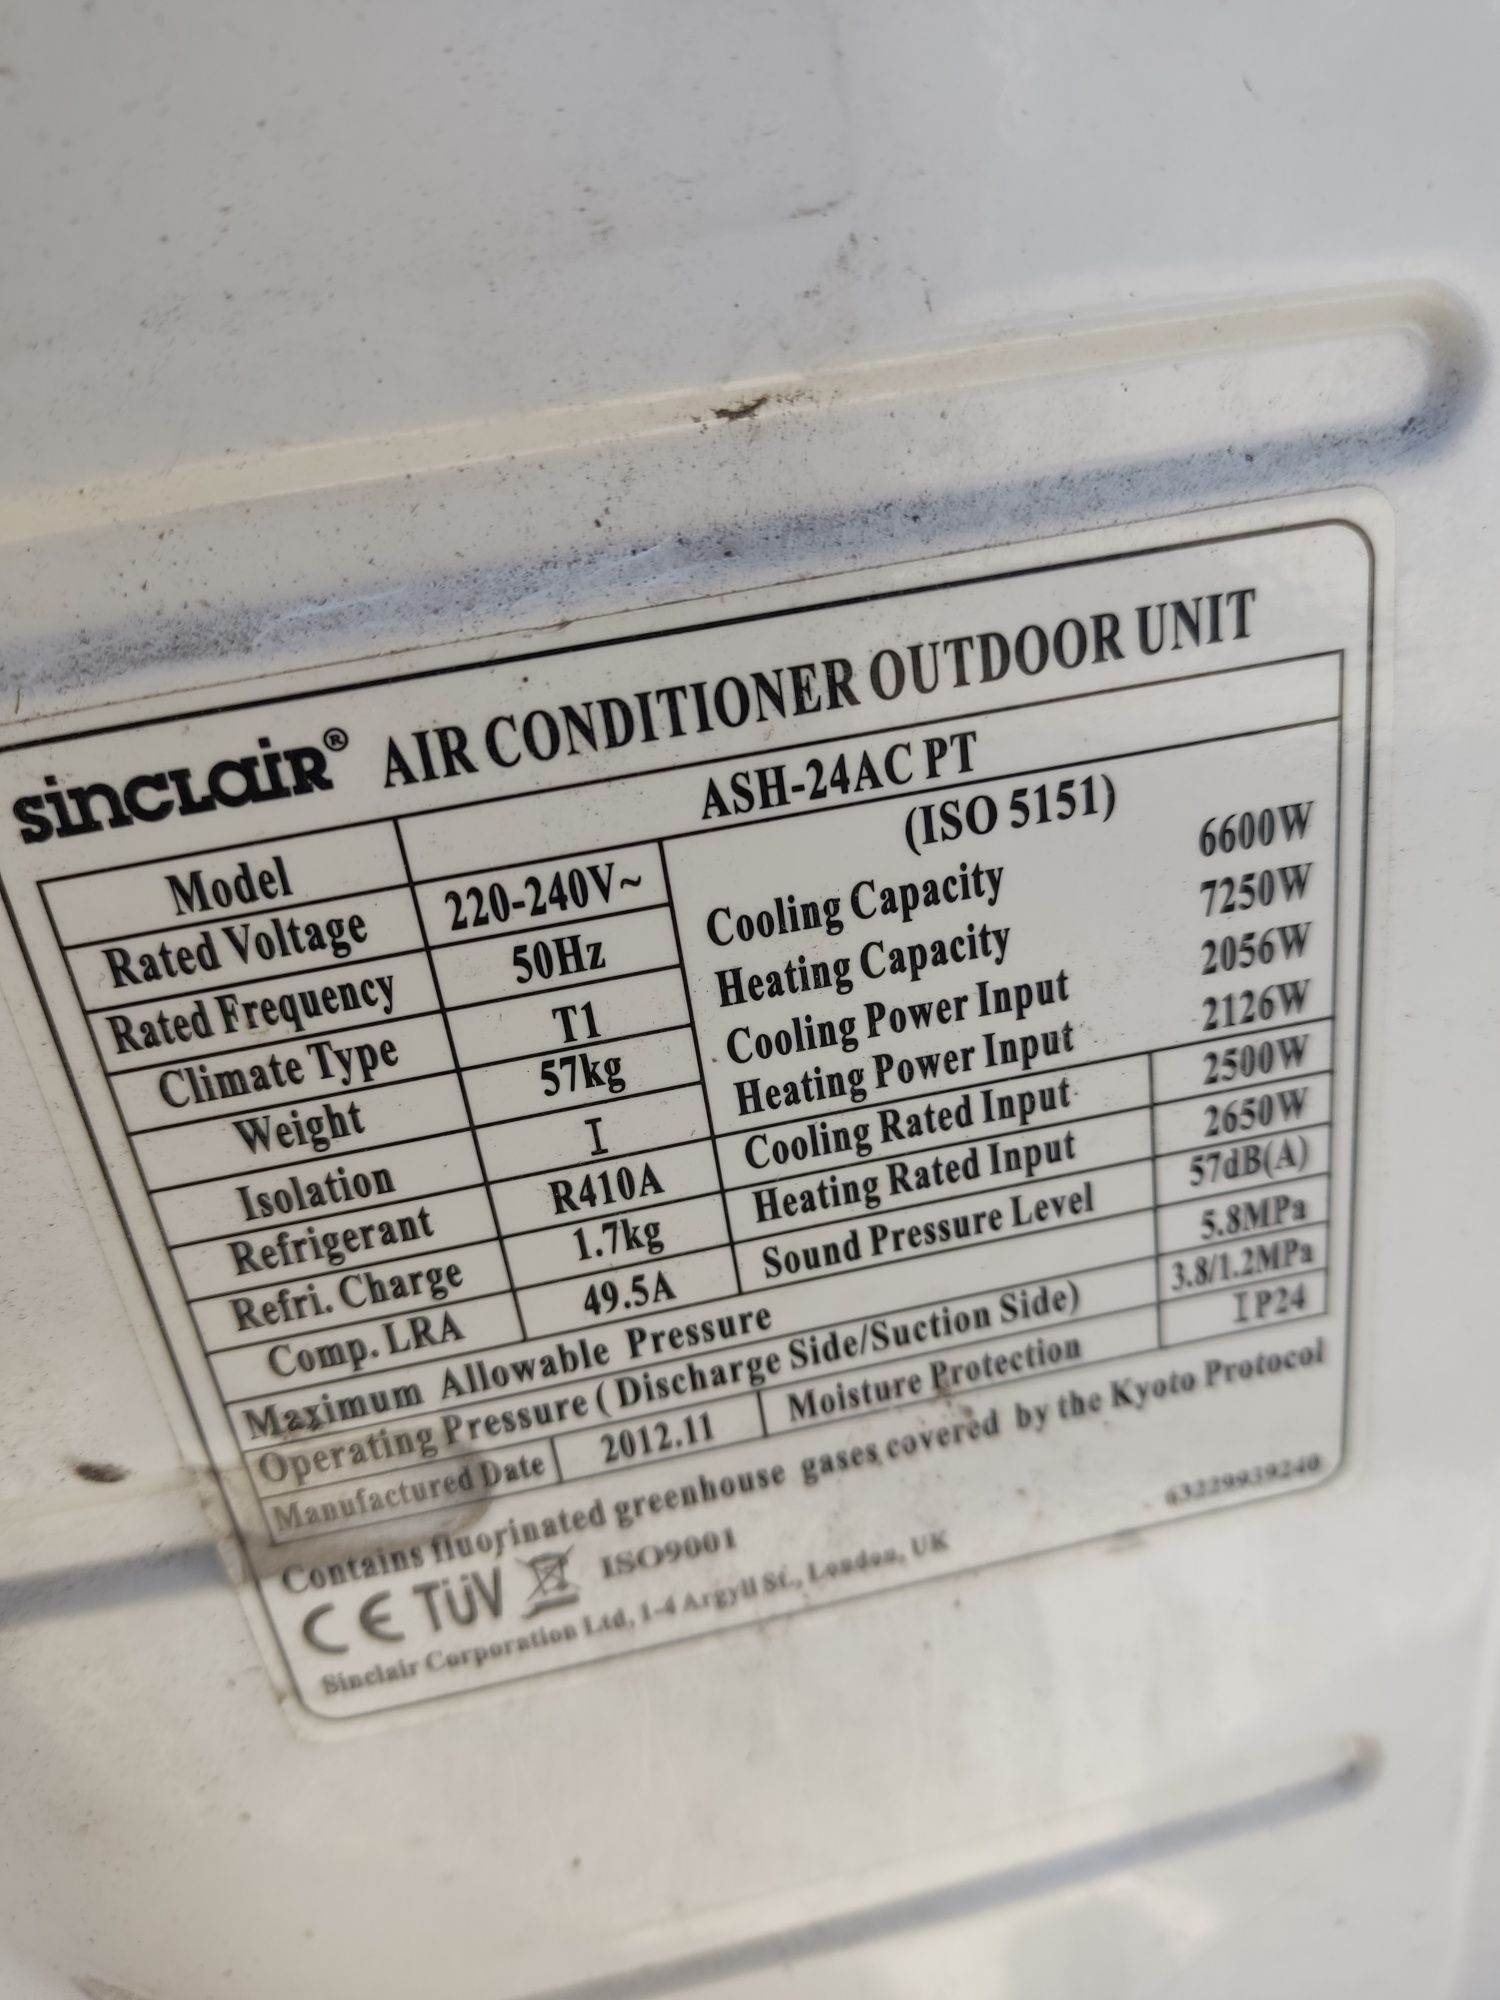 sinclair® AIR CONDITIONER OUTDOOR UNIT
Model ASH-24AC PT
Rated Voltage 220-240V~ (ISO 5151)
Rated Frequency 50Hz Cooling Capacity 6600W
Climate Type T1 Heating Capacity 7250W
Weight 57kg Cooling Power Input 2056W
Isolation I Heating Power Input 2126W
Refrigerant R410A Cooling Rated Input 2500W
Refri. Charge 1.7kg Heating Rated Input 2650W
Comp. LRA 49.5A Sound Pressure Level 57dB(A)
Maximum Allowable Pressure 5.8MPa
Operating Pressure ( Discharge Side/Suction Side) 3.8/1.2MPa
Manufactured Date 2012.11 Moisture Protection IP24
Contains fluorinated greenhouse gases covered by the Kyoto Protocol
CE TÜV ISO9001 63229939240
Sinclair Corporation Ltd, 1-4 Argyll St., London, UK